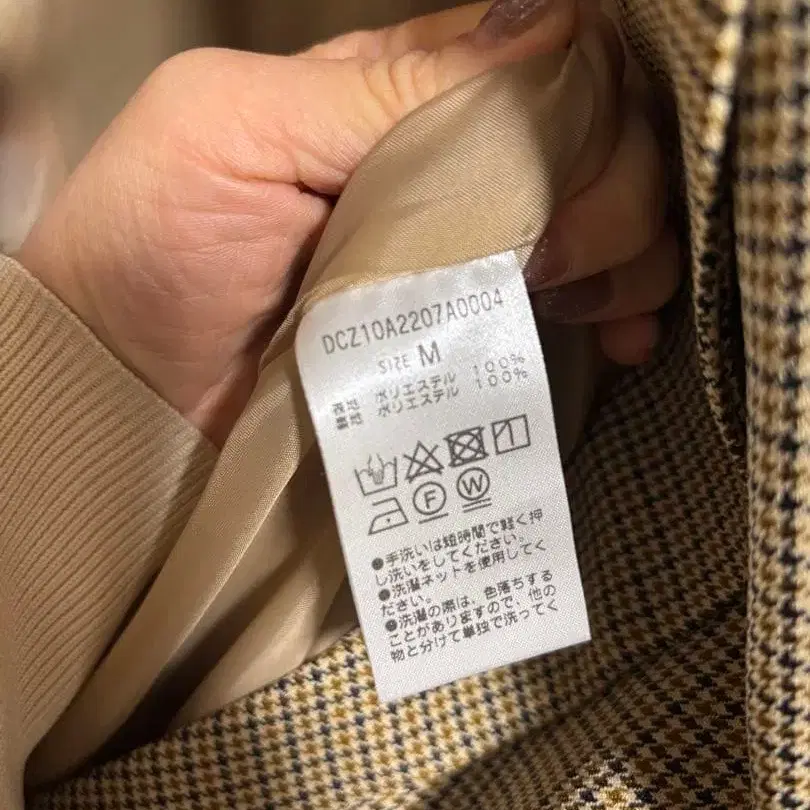 DCZ10A2207A0004
SIZE M
表地 ポリエステル 100%
裏地 ポリエステル 100%
F W
●手洗いは短時間で軽く押
し洗いをしてください。
●洗濯ネットを使用してく
ださい。
●洗濯の際は、色落ちする
ことがありますので、他の
物と分けて単独で洗ってく